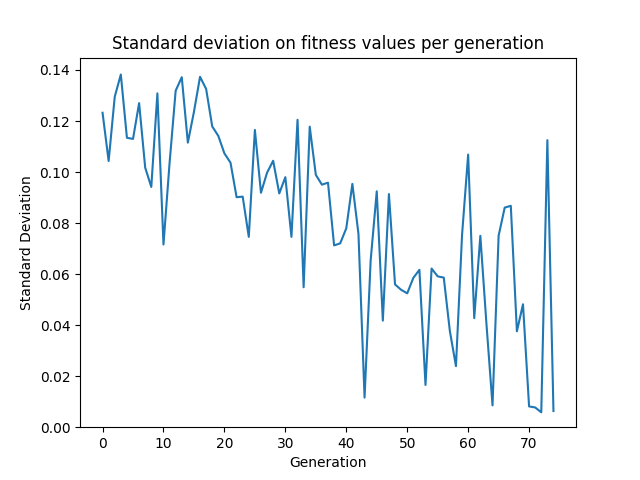 Standard deviation on fitness values per generation
0.14
0.12
0.10
0.08
0.06
0.04
0.02
0.00
Standard Deviation
0 10 20 30 40 50 60 70
Generation